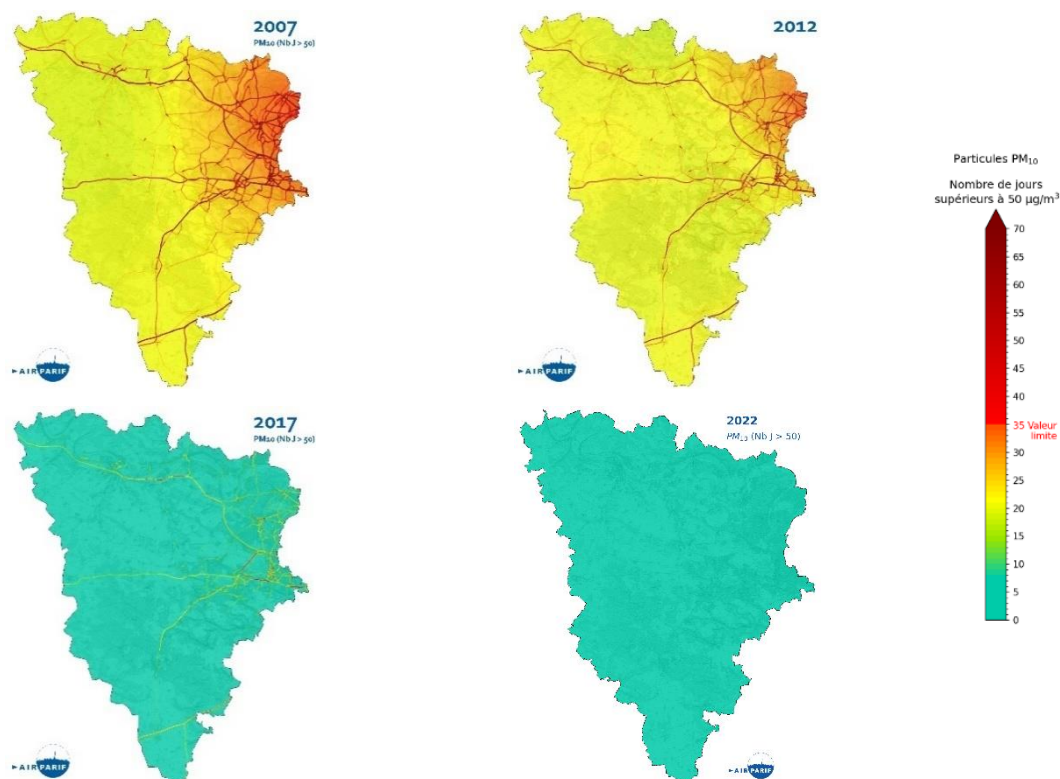 2007
PM10 (Nb J > 50)
2012
AIRPARIF
AIRPARIF
Particules PM10
Nombre de jours
supérieurs à 50 µg/m³
70
65
60
55
50
45
40
35 Valeur
limite
30
25
20
15
10
5
0
2017
PM10 (Nb J > 50)
2022
PM13 (Nb J > 50)
AIRPARIF
AIRPARIF